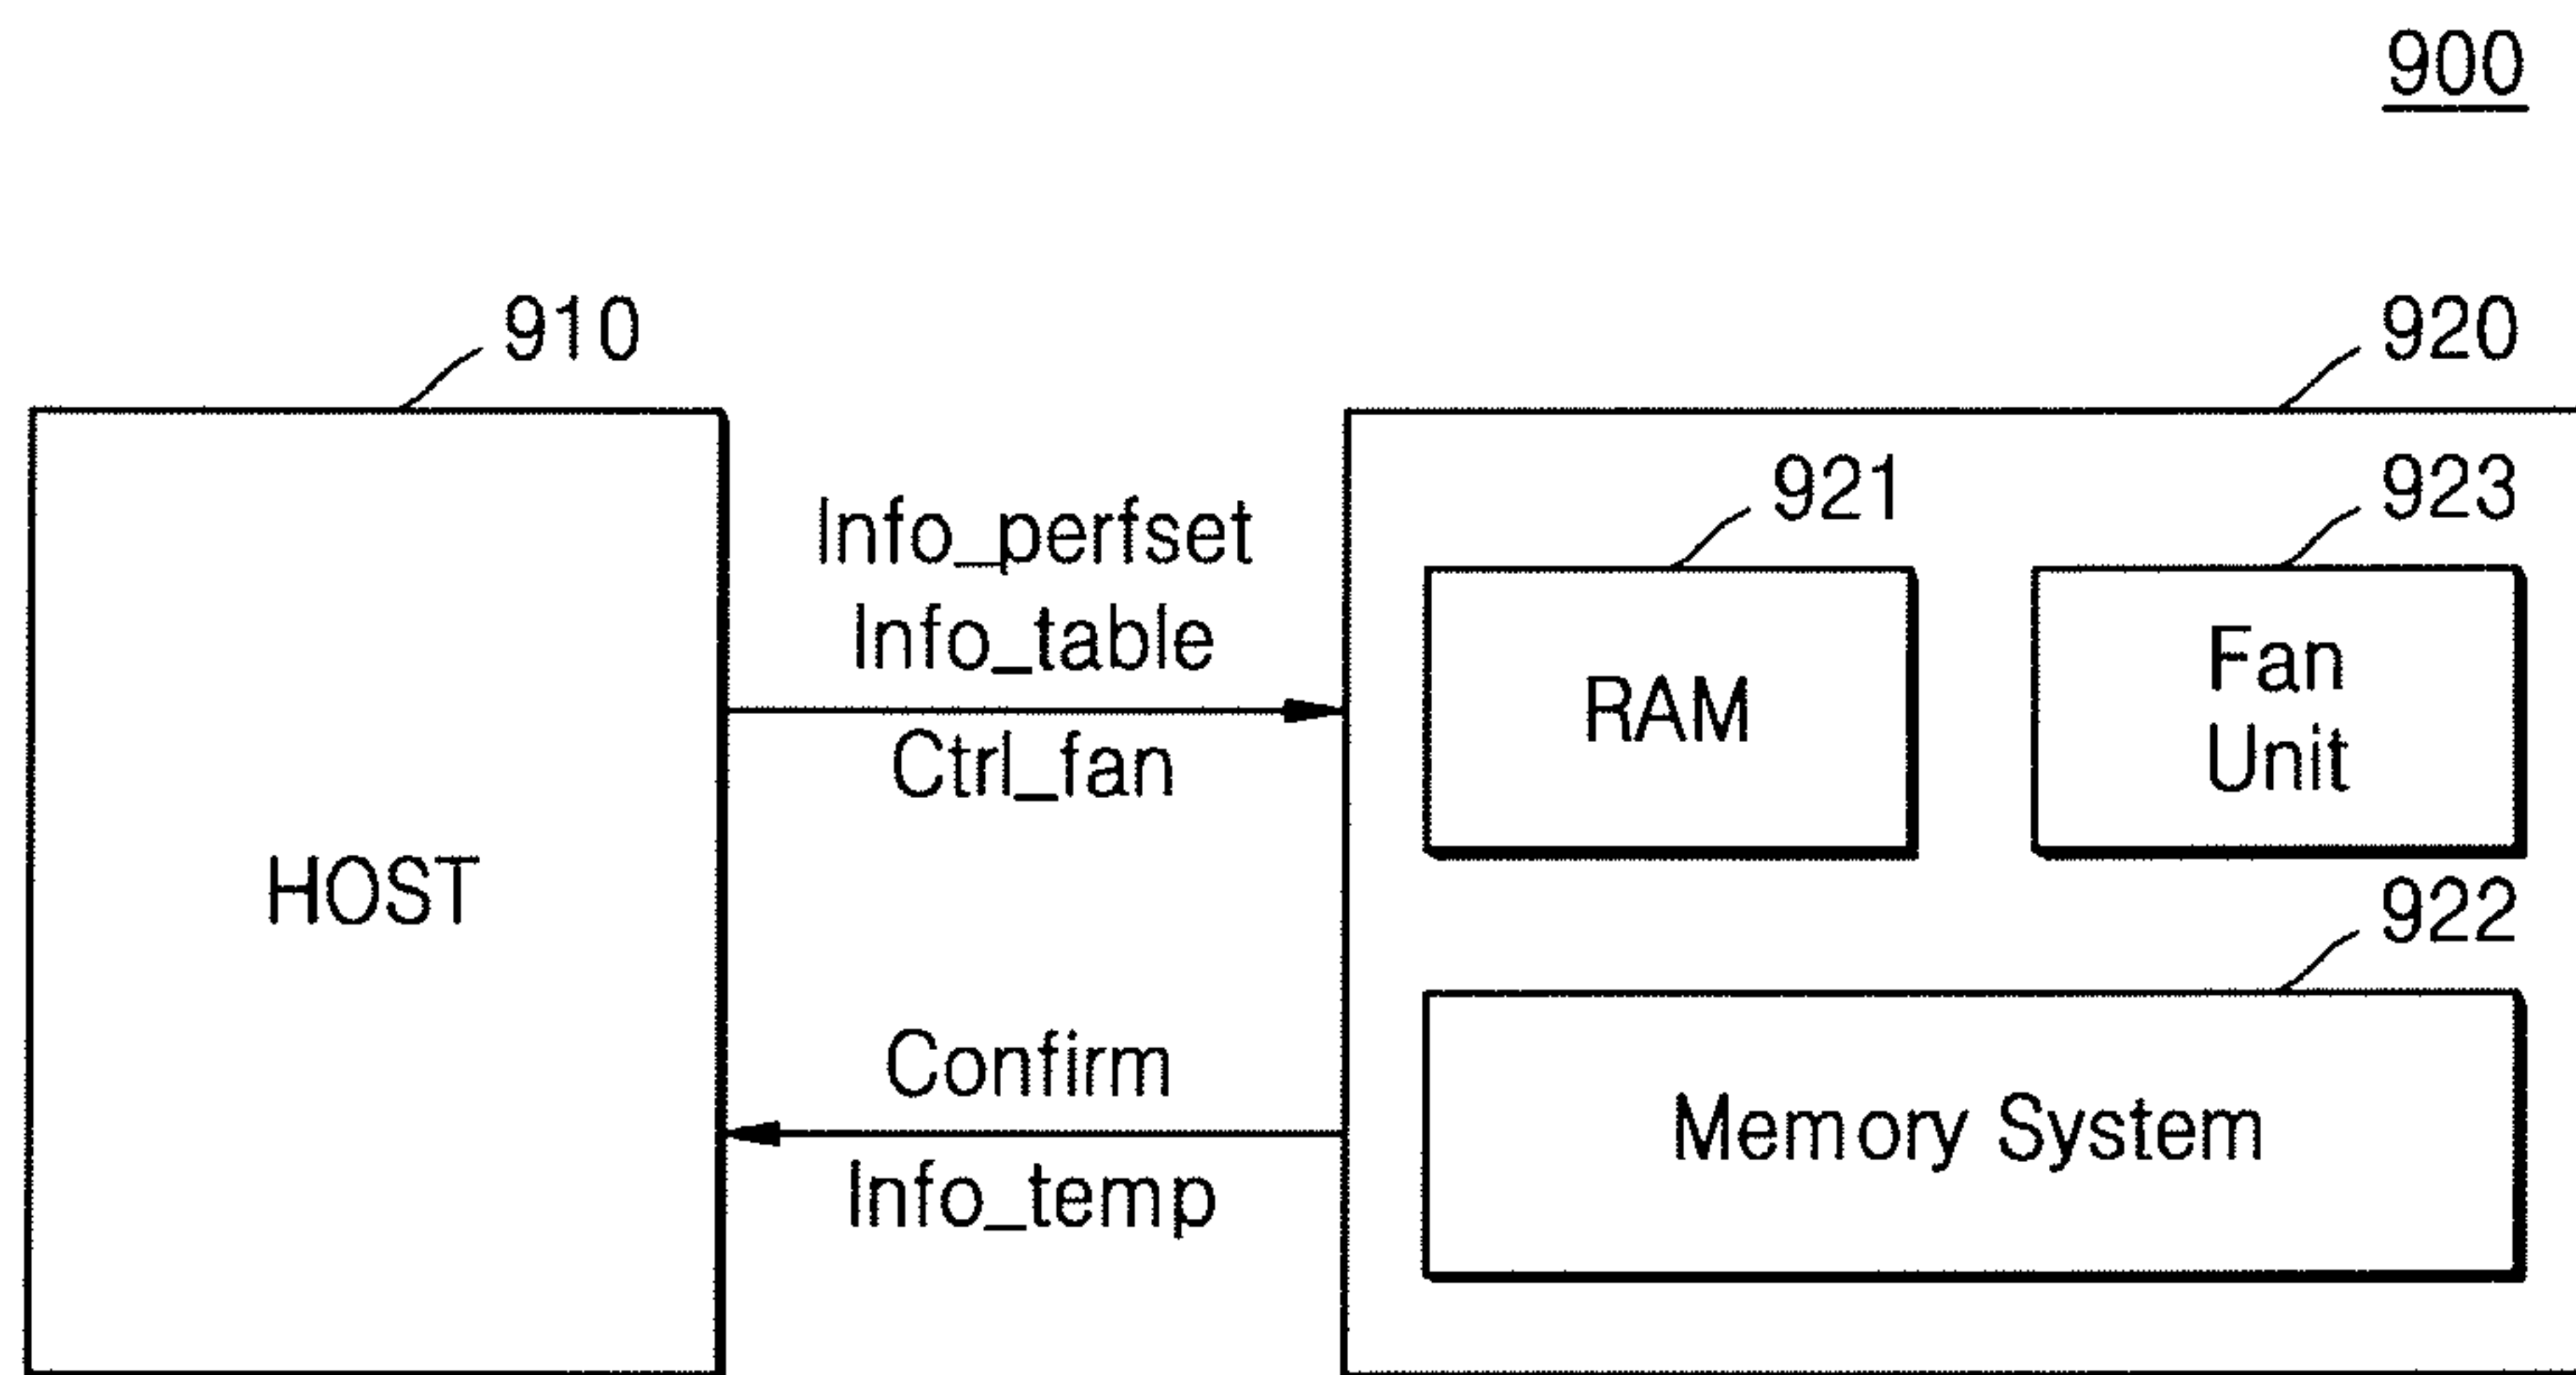 900
910
920
Info_perfset
Info_table
Ctrl_fan
HOST
Confirm
Info_temp
921
923
RAM
Fan
Unit
922
Memory System